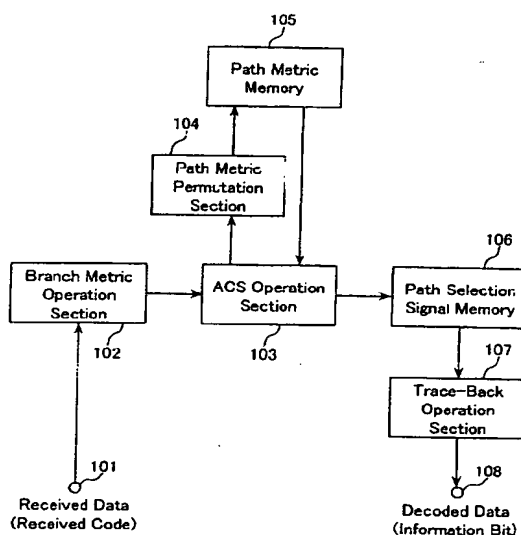 105
Path Metric
Memory
104
Path Metric
Permutation
Section
Branch Metric
Operation
Section
102
ACS Operation
Section
103
106
Path Selection
Signal Memory
107
Trace-Back
Operation
Section
101
Received Data
(Received Code)
108
Decoded Data
(Information Bit)